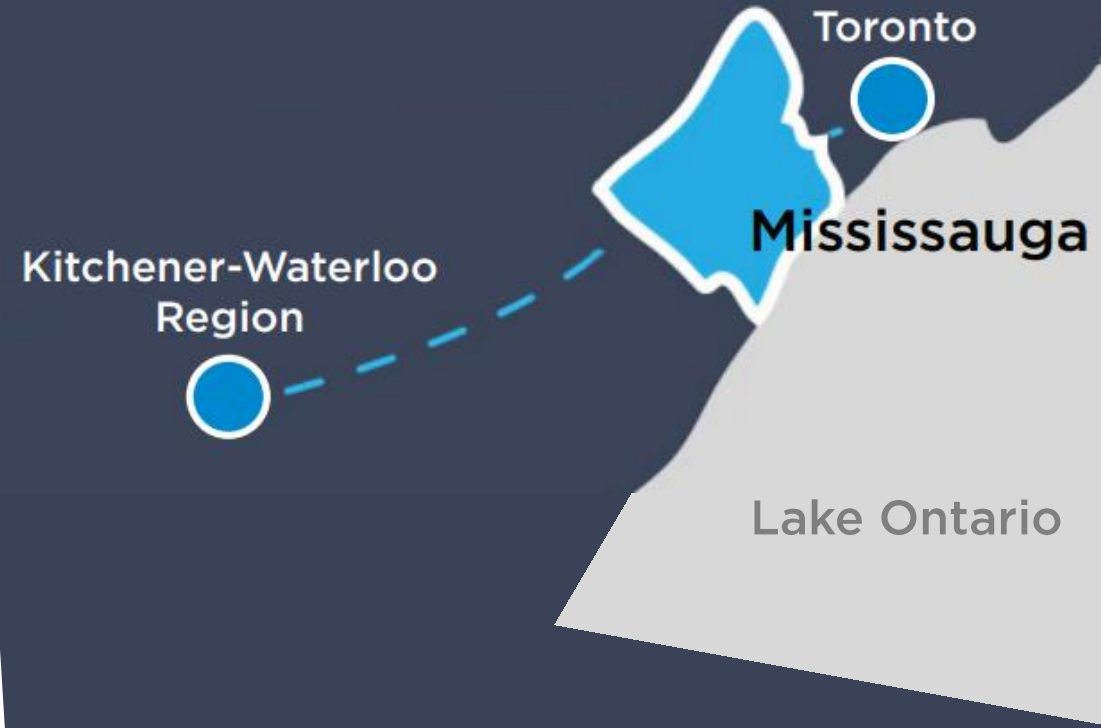 Toronto
Mississauga
Kitchener-Waterloo
Region
Lake Ontario